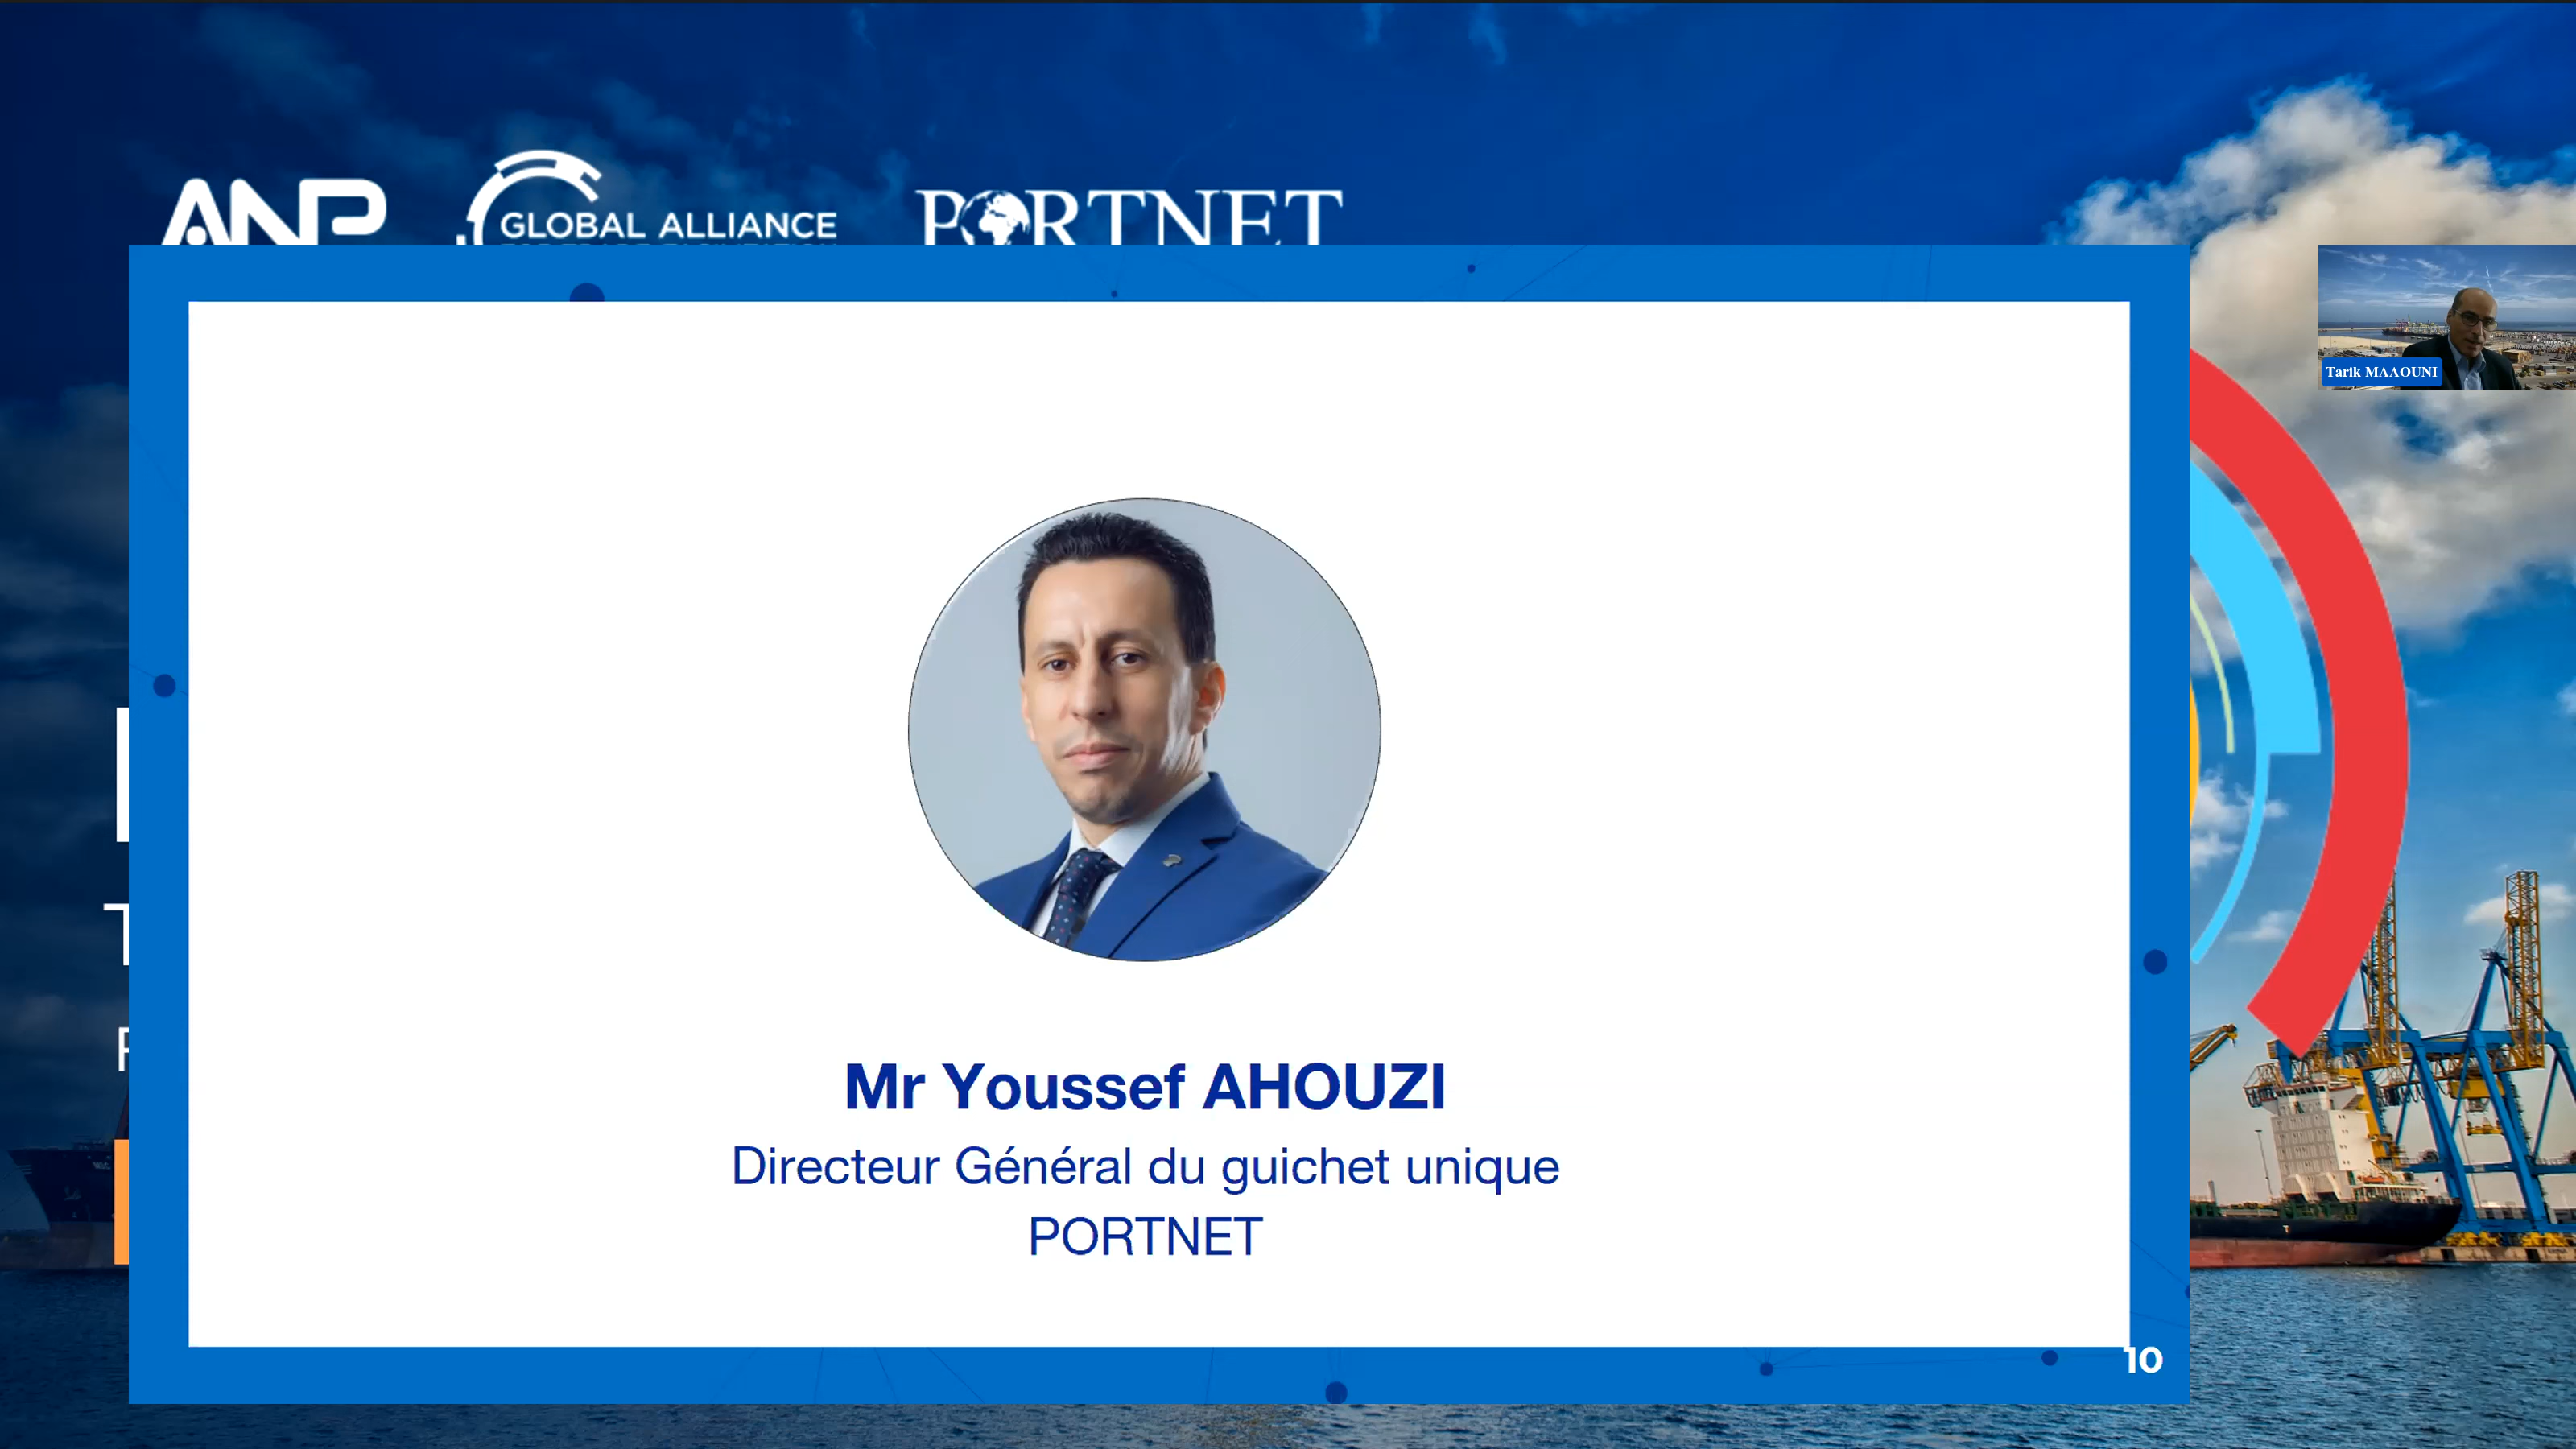 ANP
GLOBAL ALLIANCE
PORTNET
Tarik MAAOUNI
Mr Youssef AHOUZI
Directeur Général du guichet unique
PORTNET
10